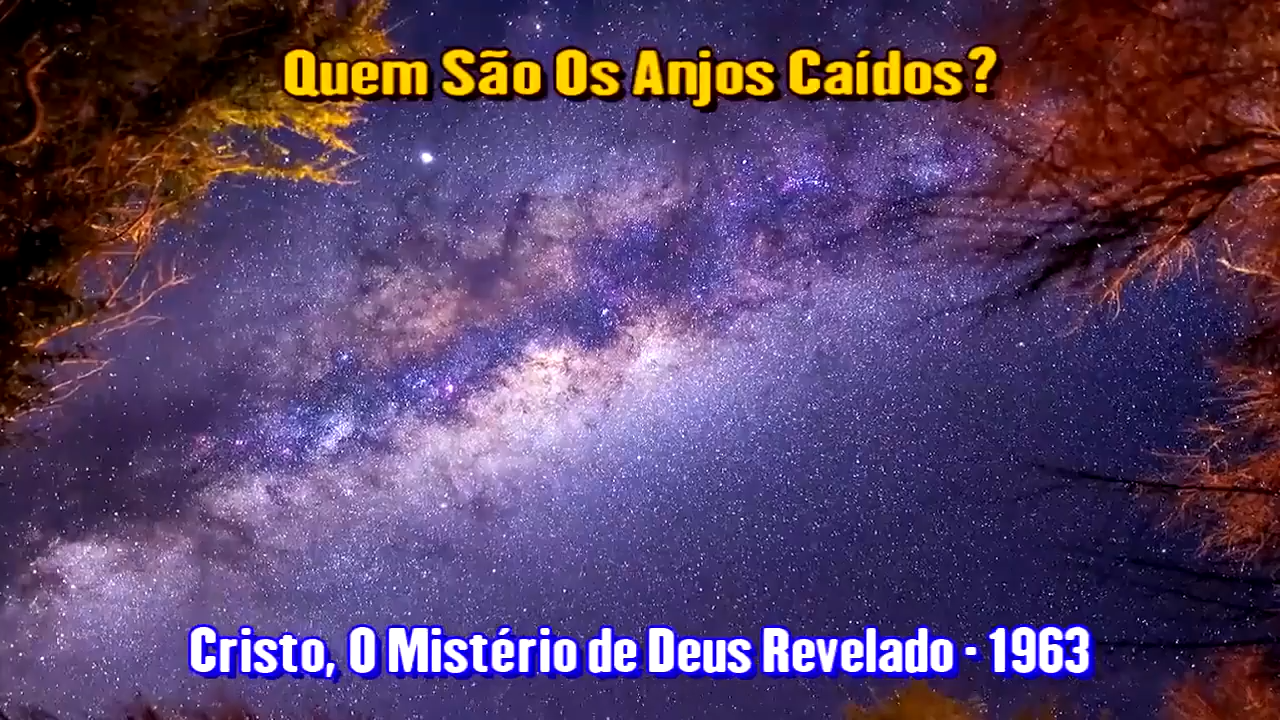 Quem São Os Anjos Caídos?
Cristo, O Mistério de Deus Revelado - 1963